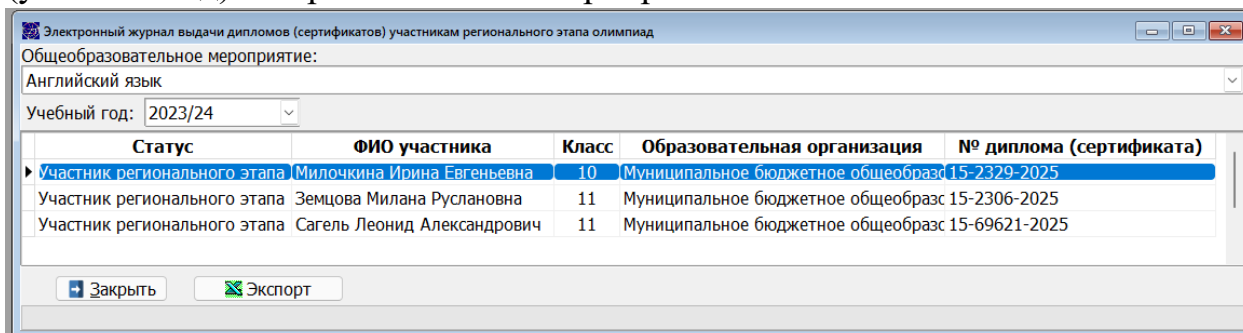 Электронный журнал выдачи дипломов (сертификатов) участникам регионального этапа олимпиад
Общеобразовательное мероприятие:
Английский язык
Учебный год: 2023/24
Статус ФИО участника Класс Образовательная организация № диплома (сертификата)
Участник регионального этапа Милочкина Ирина Евгеньевна 10 Муниципальное бюджетное общеобразо 15-2329-2025
Участник регионального этапа Земцова Милана Руслановна 11 Муниципальное бюджетное общеобразо 15-2306-2025
Участник регионального этапа Сагель Леонид Александрович 11 Муниципальное бюджетное общеобразо 15-69621-2025
Закрыть Экспорт